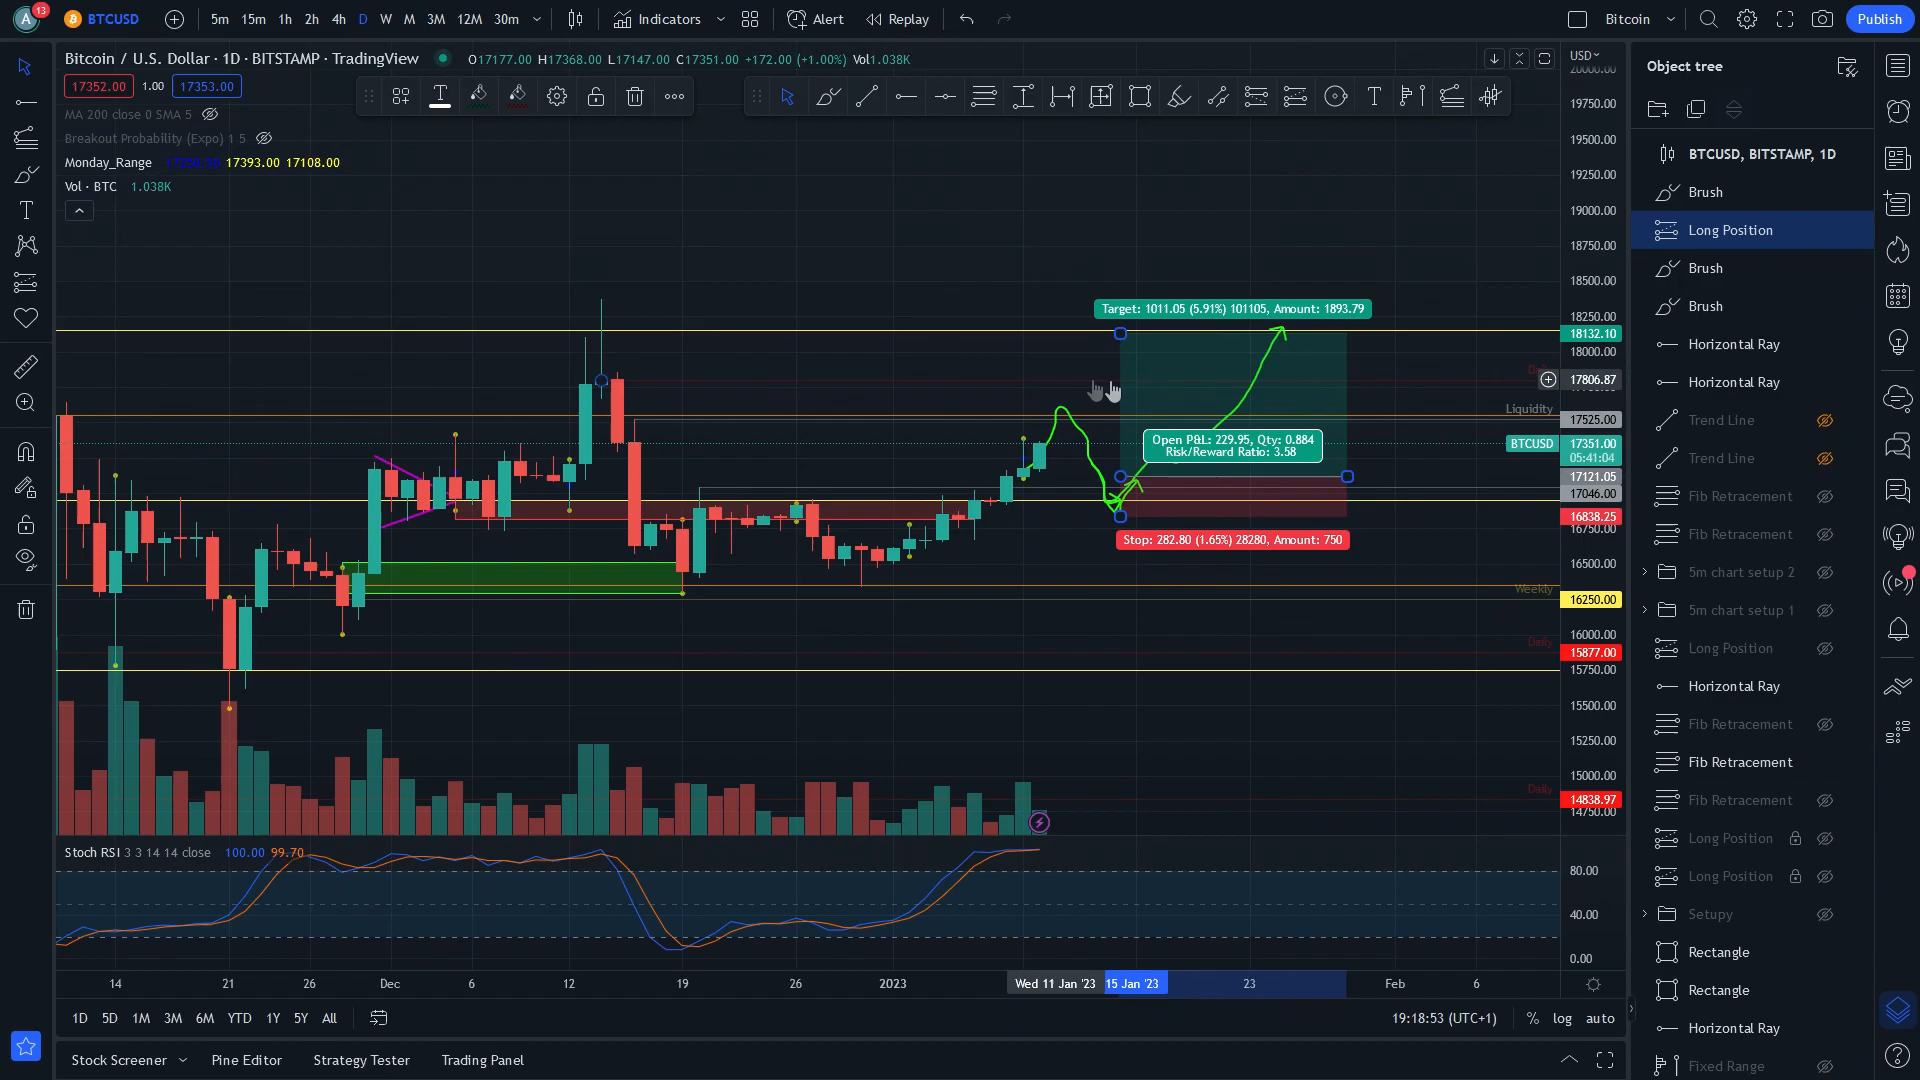 A 13 BTCUSD 5m 15m 1h 2h 4h D W M 3M 12M 30m Indicators Alert Replay Bitcoin Publish
Bitcoin / U.S. Dollar · 1D · BITSTAMP · TradingView O17177.00 H17368.00 L17147.00 C17351.00 +172.00 (+1.00%) Vol1.038K
17352.00 1.00 17353.00
MA 200 close 0 SMA 5
Breakout Probability (Expo) 1 5
Monday_Range 17393.00 17108.00
Vol · BTC 1.038K
USD
20000.00
19750.00
19500.00
19250.00
19000.00
18750.00
18500.00
18250.00
18132.10
18000.00
17806.87
Liquidity 17525.00
BTCUSD 17351.00
05:41:04
17121.05
17046.00
16838.25
16750.00
16500.00
Weekly
16250.00
16000.00
Daily
15877.00
15750.00
15500.00
15250.00
15000.00
Daily
14838.97
14750.00
Target: 1011.05 (5.91%) 101105, Amount: 1893.79
Open P&L: 229.95, Qty: 0.884
Risk/Reward Ratio: 3.58
Stop: 282.80 (1.65%) 28280, Amount: 750
Stoch RSI 3 3 14 14 close 100.00 99.70
80.00
40.00
0.00
14 21 26 Dec 6 12 19 26 2023 Wed 11 Jan '23 15 Jan '23 23 Feb 6
1D 5D 1M 3M 6M YTD 1Y 5Y All 19:18:53 (UTC+1) % log auto
Stock Screener Pine Editor Strategy Tester Trading Panel
Object tree
BTCUSD, BITSTAMP, 1D
Brush
Long Position
Brush
Brush
Horizontal Ray
Horizontal Ray
Trend Line
Trend Line
Fib Retracement
Fib Retracement
5m chart setup 2
5m chart setup 1
Long Position
Horizontal Ray
Fib Retracement
Fib Retracement
Fib Retracement
Long Position
Long Position
Setupy
Rectangle
Rectangle
Horizontal Ray
Fixed Range